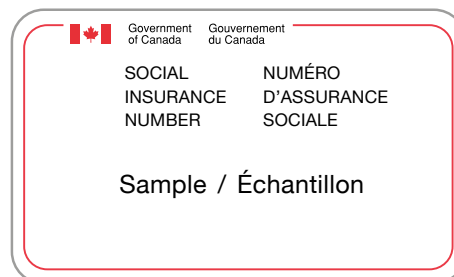 Government Gouvernement
of Canada du Canada
SOCIAL NUMÉRO
INSURANCE D'ASSURANCE
NUMBER SOCIALE
Sample / Échantillon